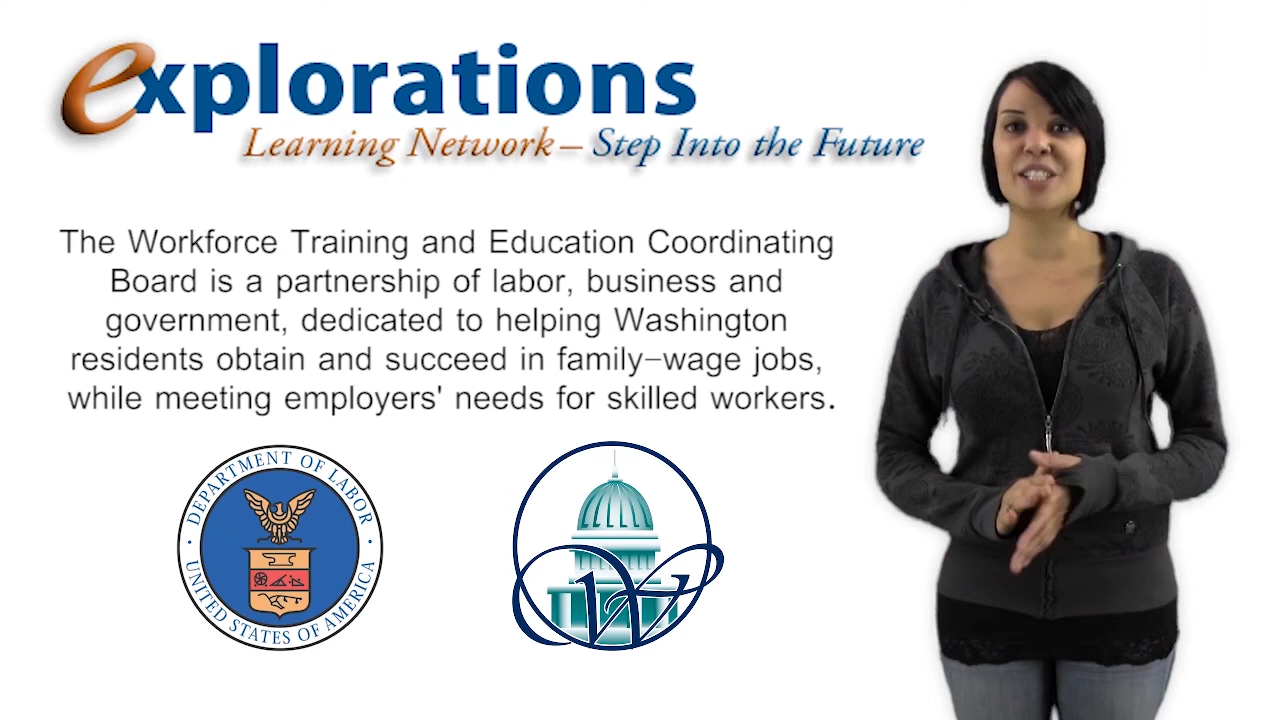 explorations
Learning Network – Step Into the Future
The Workforce Training and Education Coordinating
Board is a partnership of labor, business and
government, dedicated to helping Washington
residents obtain and succeed in family-wage jobs,
while meeting employers' needs for skilled workers.
DEPARTMENT OF LABOR
UNITED STATES OF AMERICA
W